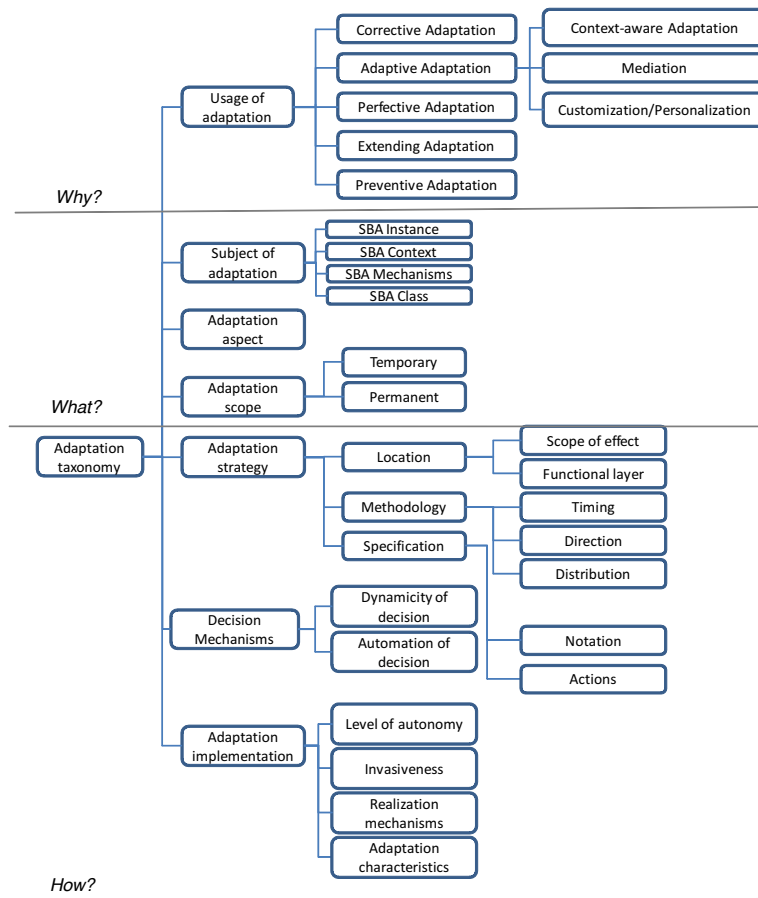 Corrective Adaptation
Context-aware Adaptation
Adaptive Adaptation
Mediation
Usage of
adaptation
Perfective Adaptation
Customization/Personalization
Extending Adaptation
Preventive Adaptation
Why?
SBA Instance
Subject of
adaptation
SBA Context
SBA Mechanisms
SBA Class
Adaptation
aspect
Temporary
Adaptation
scope
Permanent
What?
Adaptation
taxonomy
Adaptation
strategy
Location
Scope of effect
Functional layer
Methodology
Timing
Direction
Distribution
Specification
Notation
Actions
Decision
Mechanisms
Dynamicity of
decision
Automation of
decision
Adaptation
implementation
Level of autonomy
Invasiveness
Realization
mechanisms
Adaptation
characteristics
How?